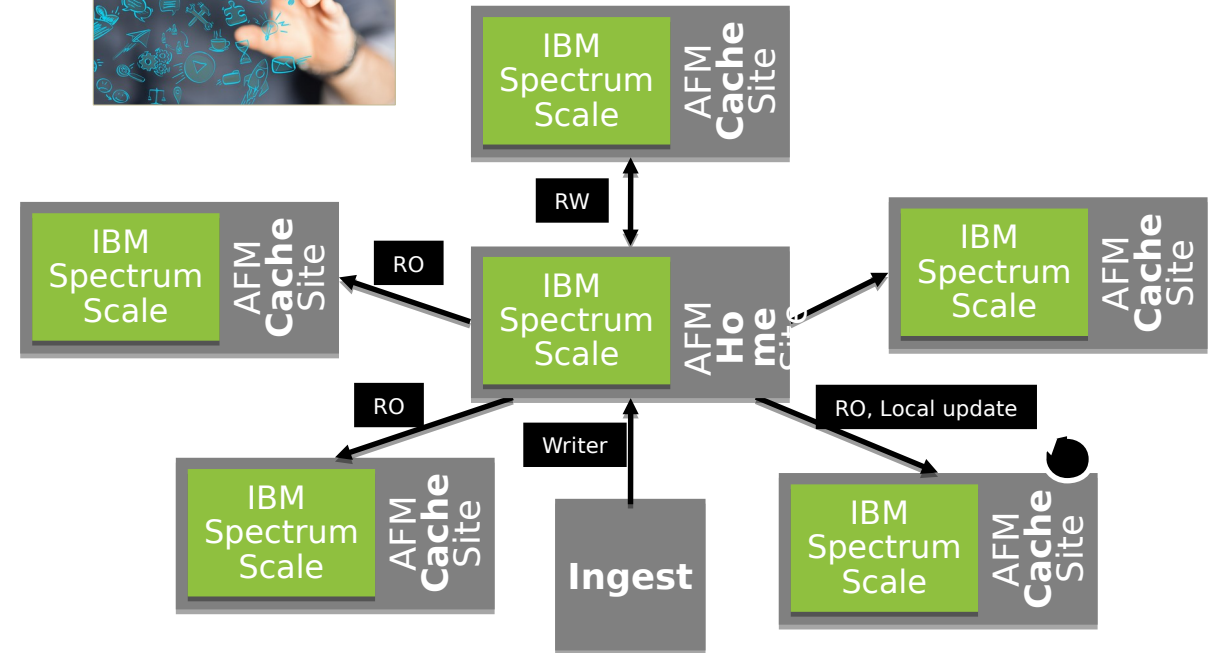 IBM
Spectrum
Scale
AFM
Cache
Site
RW
IBM
Spectrum
Scale
AFM
Cache
Site
RO
IBM
Spectrum
Scale
AFM
Ho
me
Site
IBM
Spectrum
Scale
AFM
Cache
Site
RO
Writer
RO, Local update
IBM
Spectrum
Scale
AFM
Cache
Site
Ingest
IBM
Spectrum
Scale
AFM
Cache
Site